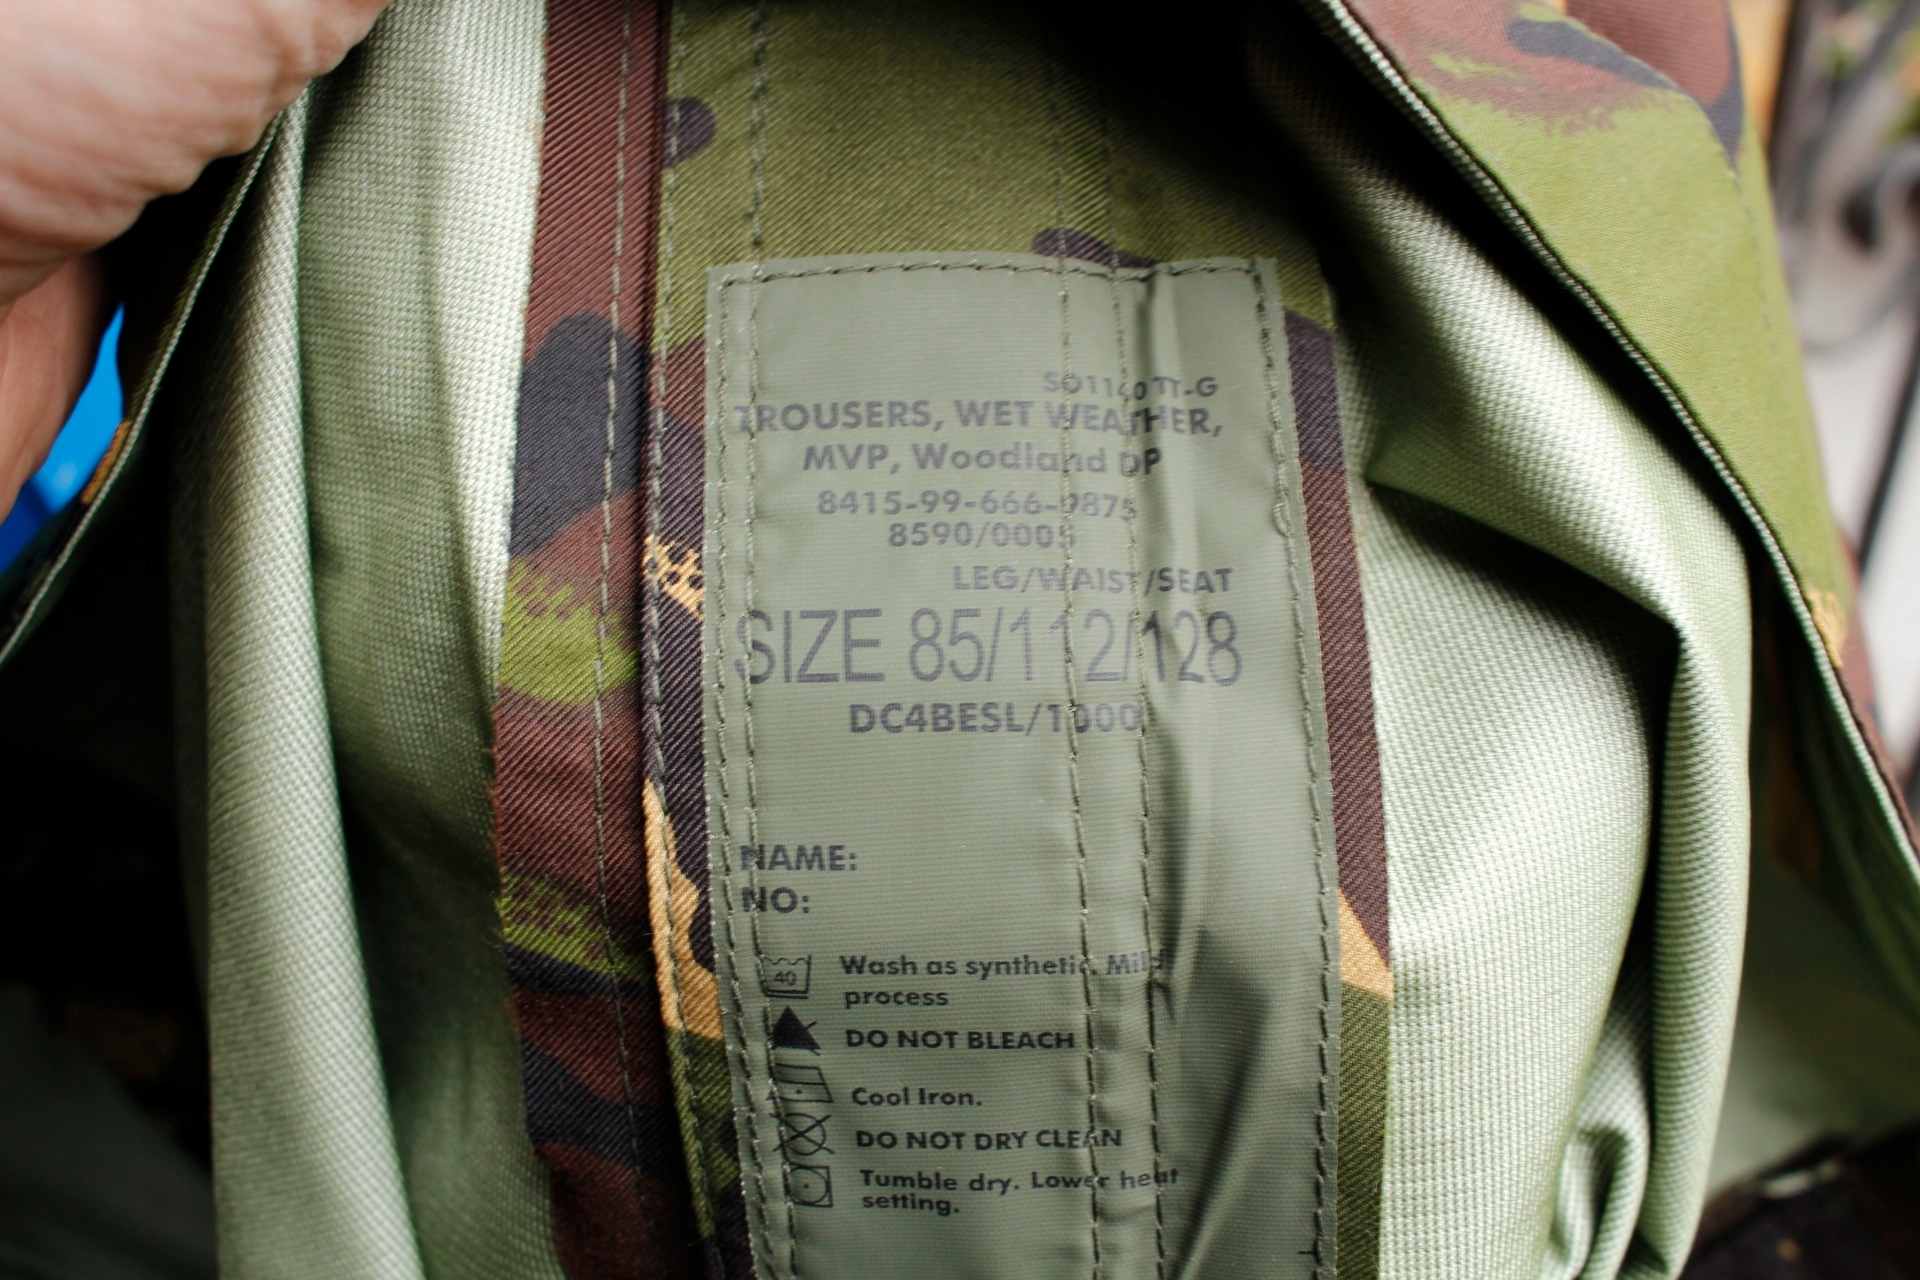 SO1160 TT-G
TROUSERS, WET WEATHER,
MVP, Woodland DP
8415-99-666-9875
8590/0005
LEG/WAIST/SEAT
SIZE 85/112/128
DC4BESL/1000
NAME:
NO:
40
Wash as synthetic. Mild
process
DO NOT BLEACH
Cool Iron.
DO NOT DRY CLEAN
Tumble dry. Lower heat
setting.